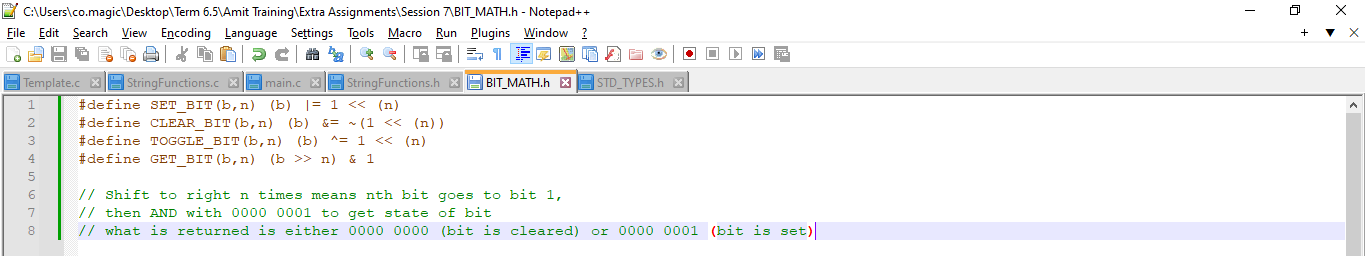 C:\Users\co.magic\Desktop\Term 6.5\Amit Training\Extra Assignments\Session 7\BIT_MATH.h - Notepad++
File Edit Search View Encoding Language Settings Tools Macro Run Plugins Window ?
Template.c StringFunctions.c main.c StringFunctions.h BIT_MATH.h STD_TYPES.h
1 #define SET_BIT(b,n) (b) |= 1 << (n)
2 #define CLEAR_BIT(b,n) (b) &= ~(1 << (n))
3 #define TOGGLE_BIT(b,n) (b) ^= 1 << (n)
4 #define GET_BIT(b,n) (b >> n) & 1
5
6 // Shift to right n times means nth bit goes to bit 1,
7 // then AND with 0000 0001 to get state of bit
8 // what is returned is either 0000 0000 (bit is cleared) or 0000 0001 (bit is set)